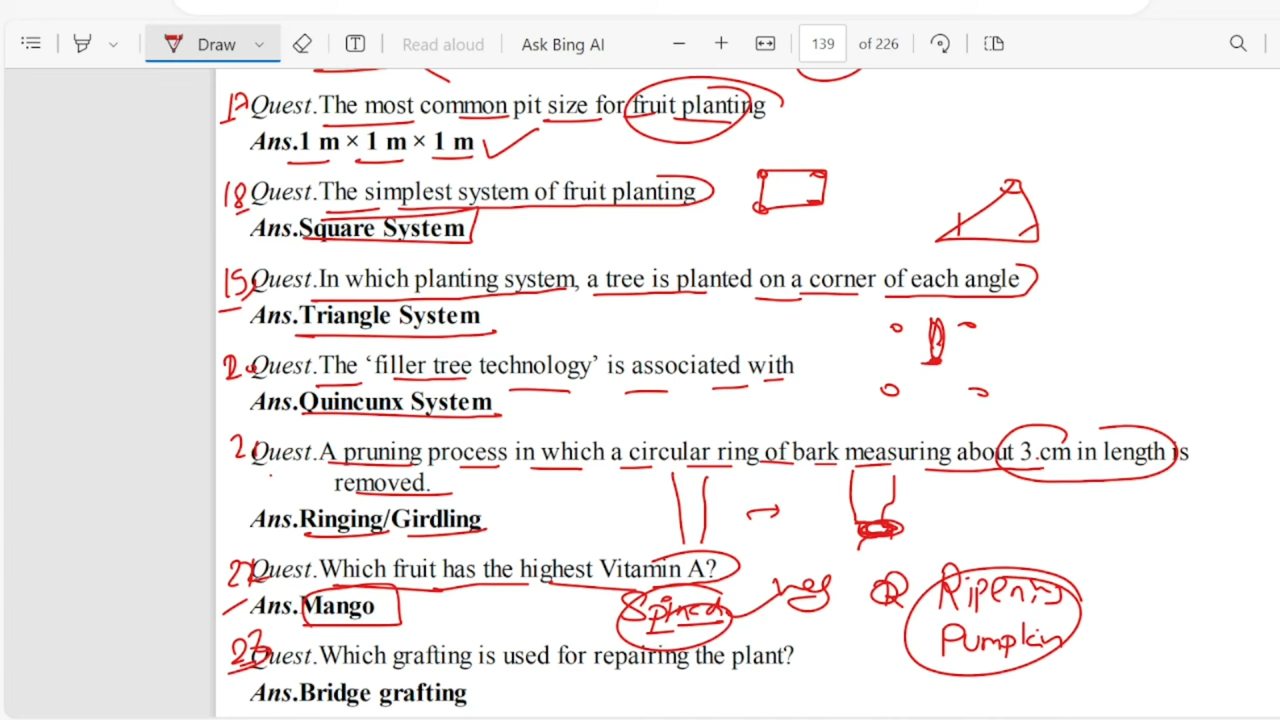 Draw
T
Read aloud
Ask Bing AI
139
of 226
17 Quest.The most common pit size for fruit planting
Ans.1 m × 1 m × 1 m
18 Quest.The simplest system of fruit planting
Ans.Square System
19 Quest.In which planting system, a tree is planted on a corner of each angle
Ans.Triangle System
20 Quest.The ‘filler tree technology’ is associated with
Ans.Quincunx System
21 Quest.A pruning process in which a circular ring of bark measuring about 3.cm in length is
removed.
Ans.Ringing/Girdling
22 Quest.Which fruit has the highest Vitamin A?
Ans.Mango
veg
Ripening
Pumpkin
23 Quest.Which grafting is used for repairing the plant?
Ans.Bridge grafting